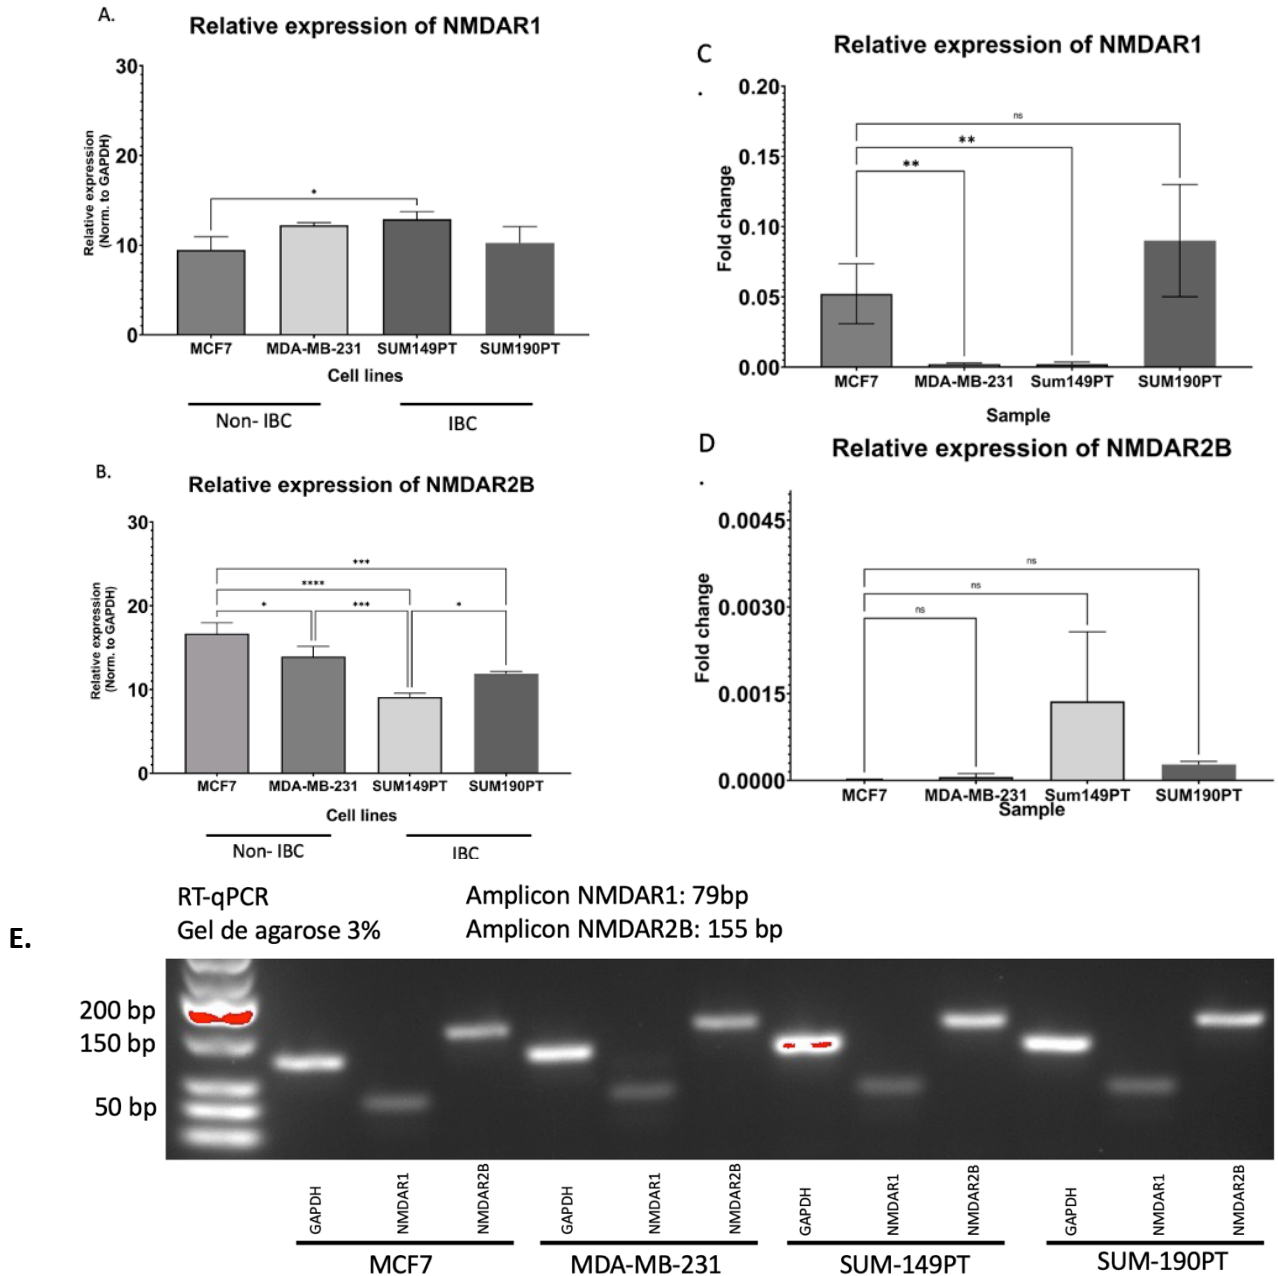 A.
Relative expression of NMDAR1
30
20
10
0
Relative expression
(Norm. to GAPDH)
*
MCF7 MDA-MB-231 SUM149PT SUM190PT
Cell lines
Non- IBC IBC
B.
Relative expression of NMDAR2B
30
20
10
0
Relative expression
(Norm. to GAPDH)
***
****
* *** *
MCF7 MDA-MB-231 SUM149PT SUM190PT
Cell lines
Non- IBC IBC
C
.
Relative expression of NMDAR1
0.20
0.15
0.10
0.05
0.00
Fold change
ns
**
**
MCF7 MDA-MB-231 Sum149PT SUM190PT
Sample
D
.
Relative expression of NMDAR2B
0.0045
0.0030
0.0015
0.0000
Fold change
ns
ns
ns
MCF7 MDA-MB-231 Sum149PT SUM190PT
Sample
E.
RT-qPCR
Gel de agarose 3%
Amplicon NMDAR1: 79bp
Amplicon NMDAR2B: 155 bp
200 bp
150 bp
50 bp
GAPDH NMDAR1 NMDAR2B GAPDH NMDAR1 NMDAR2B GAPDH NMDAR1 NMDAR2B GAPDH NMDAR1 NMDAR2B
MCF7 MDA-MB-231 SUM-149PT SUM-190PT